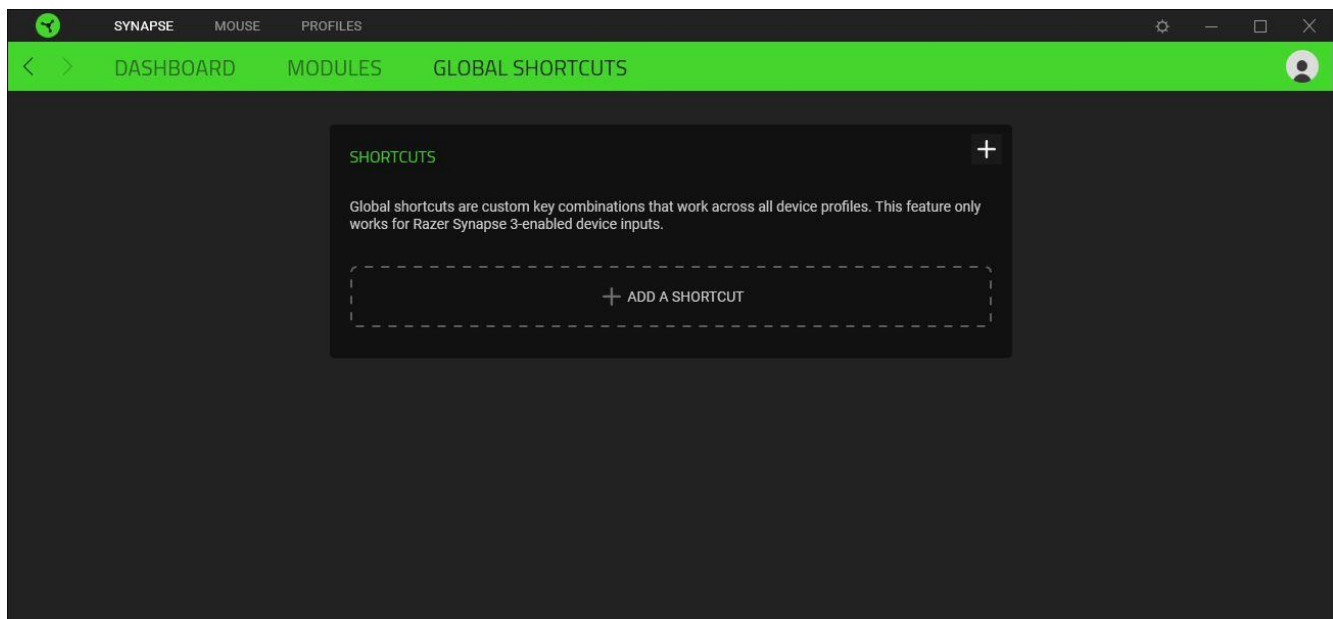 SYNAPSE MOUSE PROFILES
DASHBOARD MODULES GLOBAL SHORTCUTS
SHORTCUTS
Global shortcuts are custom key combinations that work across all device profiles. This feature only
works for Razer Synapse 3-enabled device inputs.
ADD A SHORTCUT